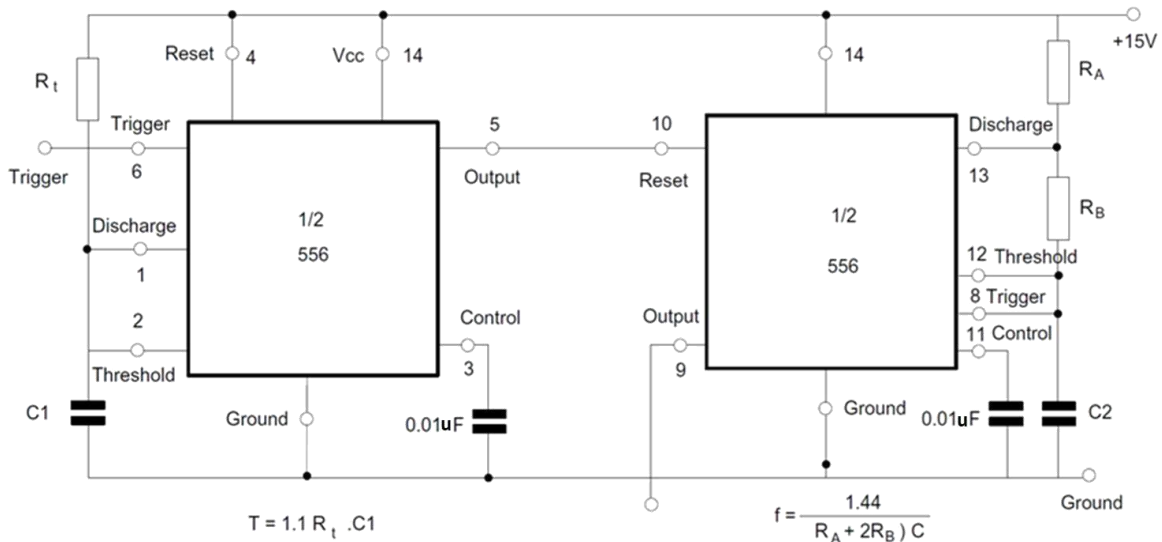 +15V
Reset 4
Vcc 14
14
R t
R A
Trigger
6
Trigger
5
Output
10
Reset
Discharge
13
R B
Discharge
1
1/2
556
1/2
556
12 Threshold
8 Trigger
11 Control
2
Threshold
Control
3
Output
9
C1
Ground
0.01uF
Ground
0.01uF
C2
Ground
T = 1.1 R t .C1
f = 1.44
R A + 2R B ) C